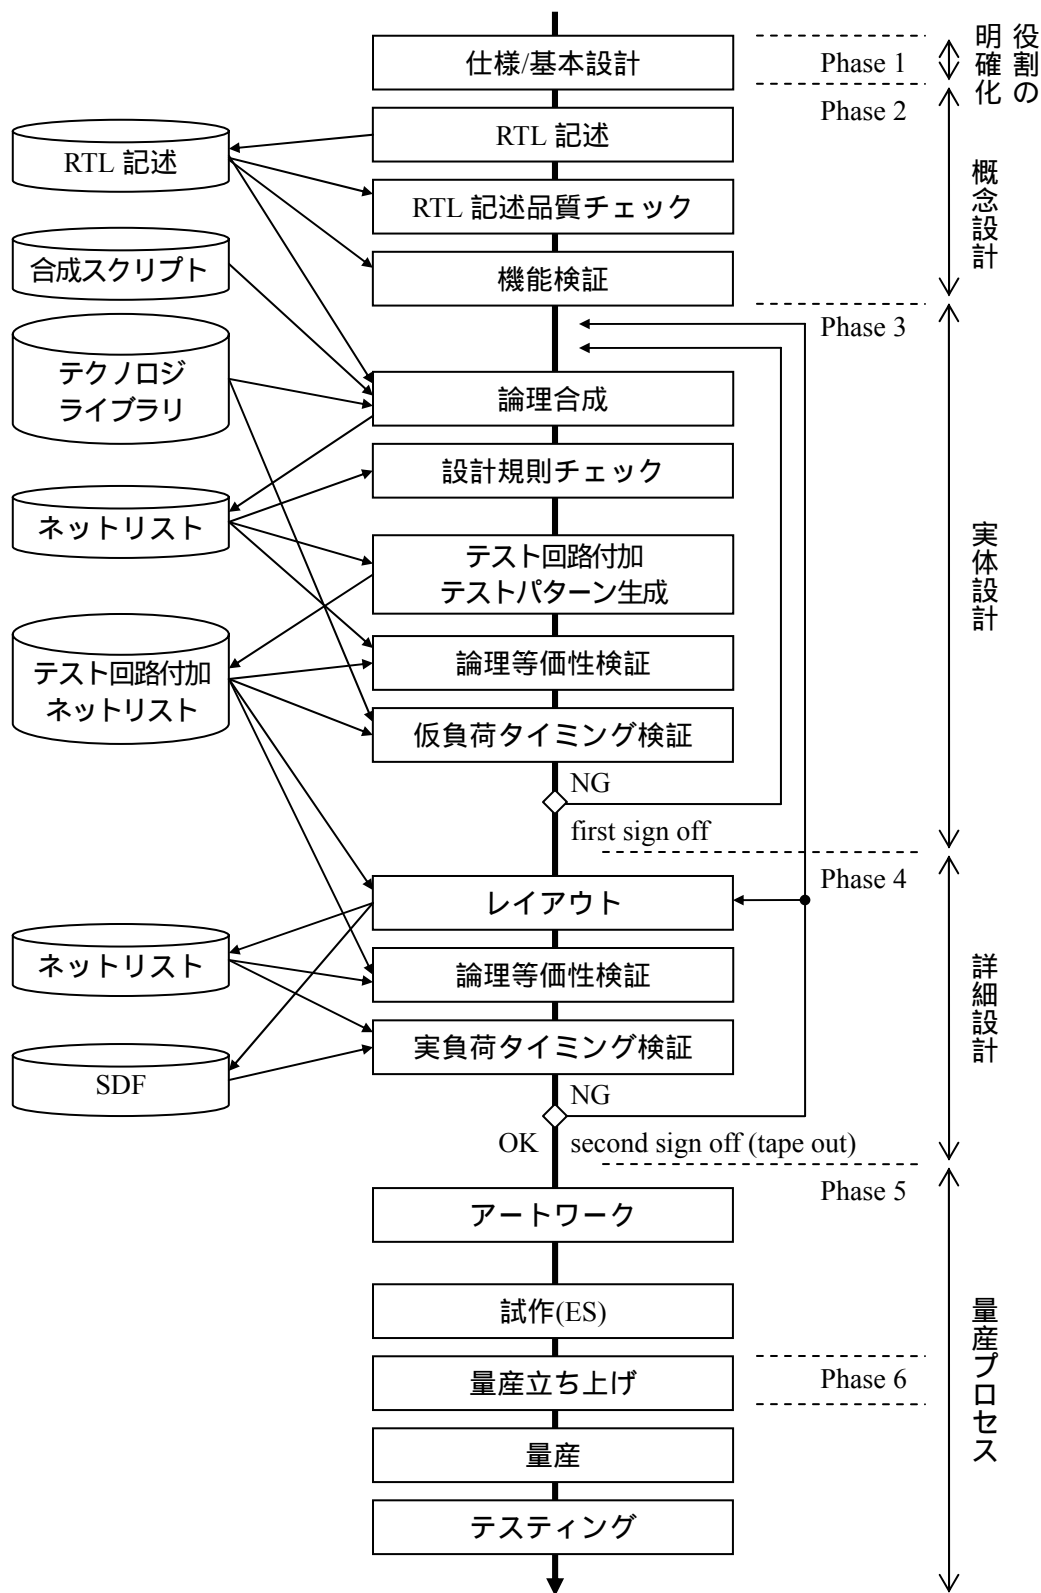 仕様/基本設計
Phase 1
役割の
明確化
Phase 2
RTL 記述
RTL 記述
RTL 記述品質チェック
概念設計
合成スクリプト
機能検証
Phase 3
テクノロジ
ライブラリ
論理合成
設計規則チェック
ネットリスト
テスト回路付加
テストパターン生成
実体設計
テスト回路付加
ネットリスト
論理等価性検証
仮負荷タイミング検証
NG
first sign off
Phase 4
レイアウト
ネットリスト
論理等価性検証
詳細設計
実負荷タイミング検証
SDF
NG
OK
second sign off (tape out)
Phase 5
アートワーク
試作(ES)
量産プロセス
量産立ち上げ
Phase 6
量産
テスティング